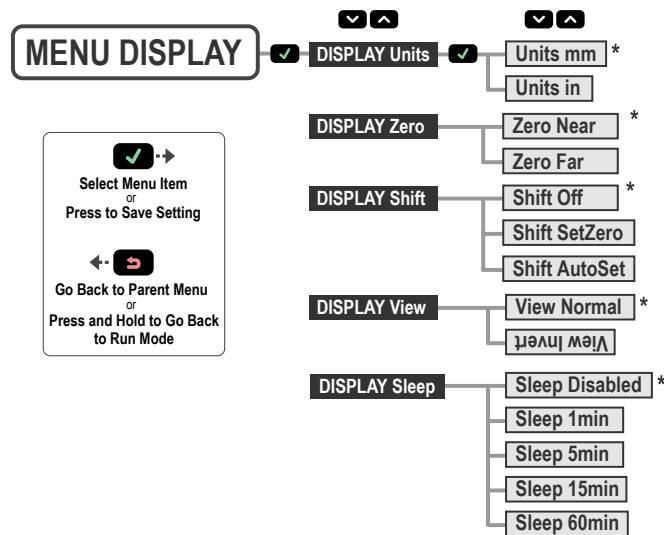 MENU DISPLAY
DISPLAY Units
Units mm *
Units in
DISPLAY Zero
Zero Near *
Zero Far
DISPLAY Shift
Shift Off *
Shift SetZero
Shift AutoSet
DISPLAY View
View Normal *
View Invert
DISPLAY Sleep
Sleep Disabled *
Sleep 1min
Sleep 5min
Sleep 15min
Sleep 60min
Select Menu Item
or
Press to Save Setting
Go Back to Parent Menu
or
Press and Hold to Go Back
to Run Mode